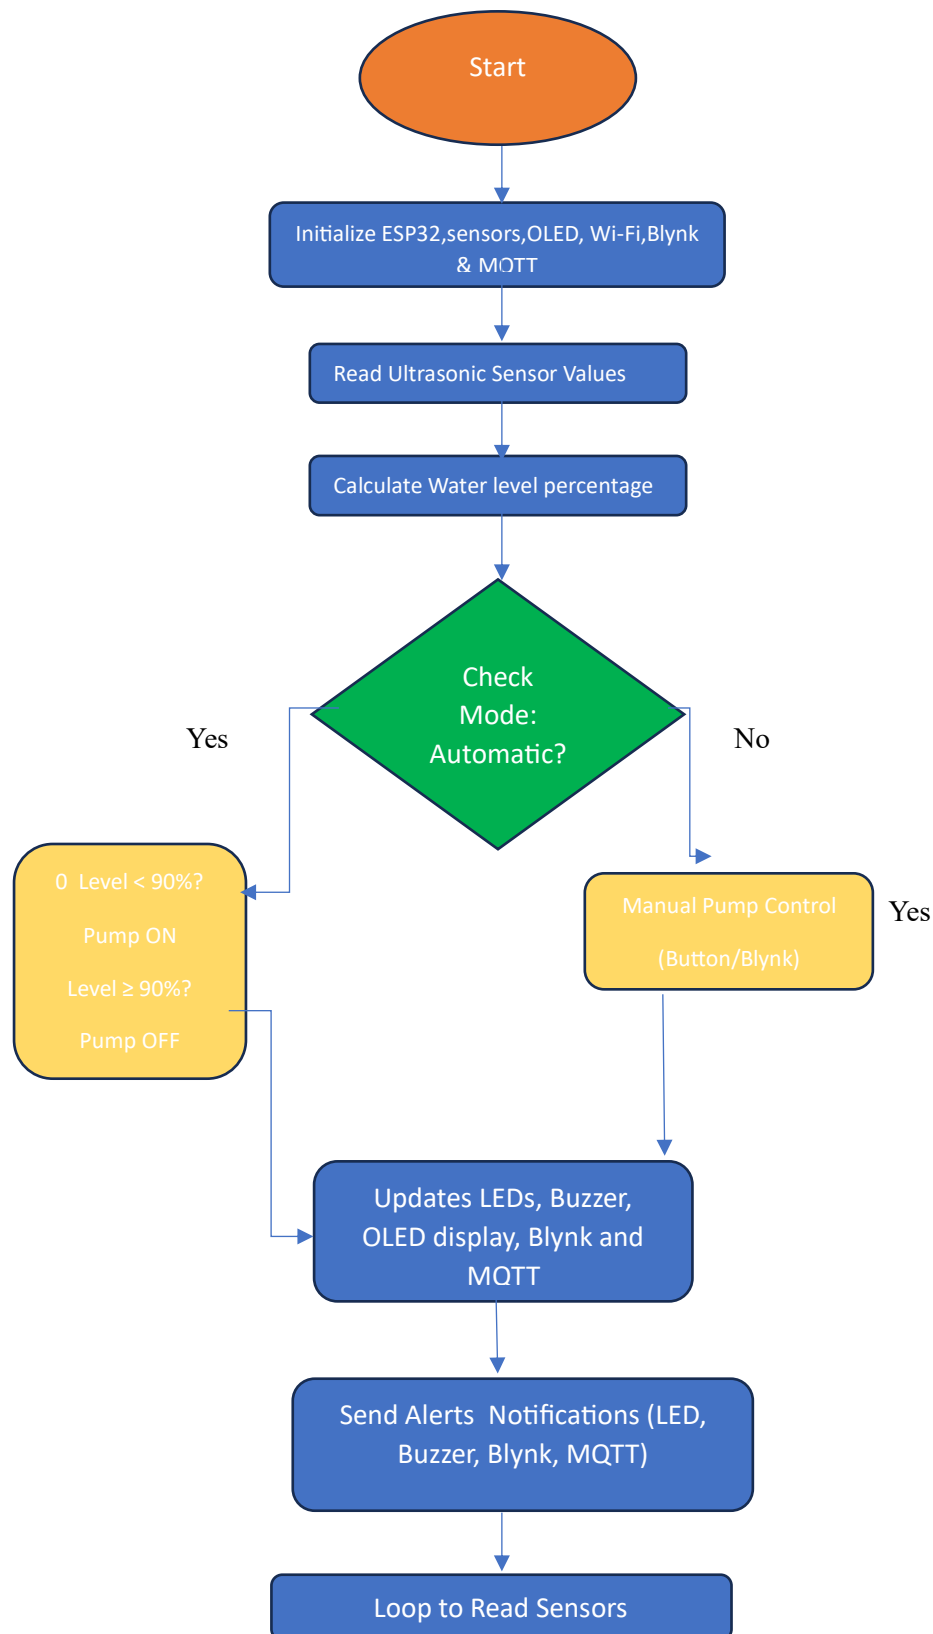 Start
Initialize ESP32,sensors,OLED, Wi-Fi,Blynk
& MQTT
Read Ultrasonic Sensor Values
Calculate Water level percentage
Check
Mode:
Automatic?
Yes
No
0 Level < 90%?
Pump ON
Level ≥ 90%?
Pump OFF
Manual Pump Control
(Button/Blynk)
Yes
Updates LEDs, Buzzer,
OLED display, Blynk and
MQTT
Send Alerts Notifications (LED,
Buzzer, Blynk, MQTT)
Loop to Read Sensors